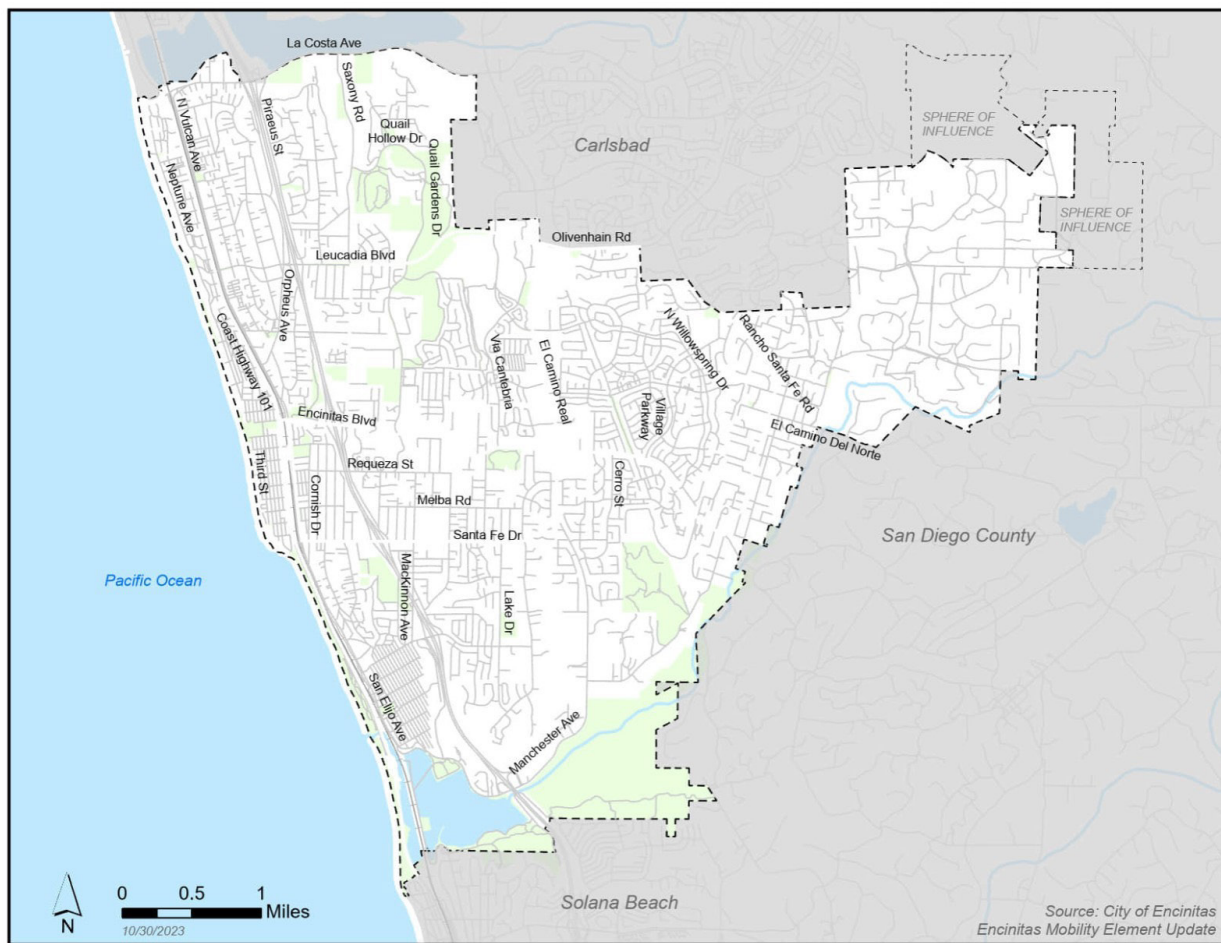 La Costa Ave
Saxony Rd
Piraeus St
N Vulcan Ave
Neptune Ave
Quail
Hollow Dr
Quail Gardens Dr
Carlsbad
SPHERE OF
INFLUENCE
SPHERE OF
INFLUENCE
Olivenhain Rd
Leucadia Blvd
Orpheus Ave
Coast Highway 101
Via Cantebria
El Camino Real
N Willowspring Dr
Rancho Santa Fe Rd
Village
Parkway
El Camino Del Norte
Encinitas Blvd
Third St
Requeza St
Cornish Dr
Melba Rd
Cerro St
Santa Fe Dr
San Diego County
Pacific Ocean
MacKinnon Ave
Lake Dr
San Elijo Ave
Manchester Ave
Solana Beach
N
0 0.5 1
Miles
10/30/2023
Source: City of Encinitas
Encinitas Mobility Element Update